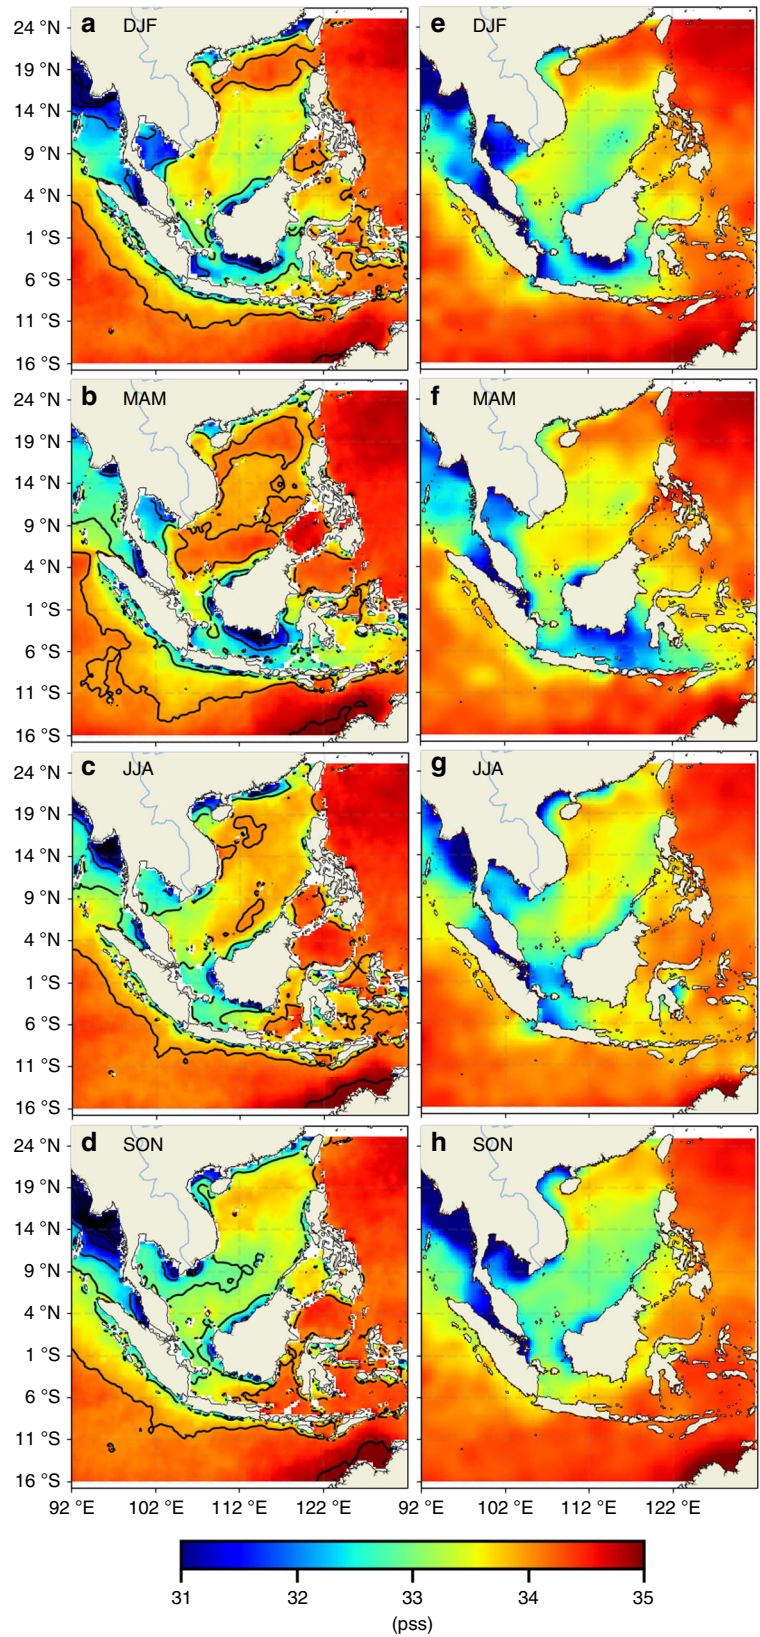 a DJF
24 °N
19 °N
14 °N
9 °N
4 °N
1 °S
6 °S
11 °S
16 °S
e DJF
b MAM
24 °N
19 °N
14 °N
9 °N
4 °N
1 °S
6 °S
11 °S
16 °S
f MAM
c JJA
24 °N
19 °N
14 °N
9 °N
4 °N
1 °S
6 °S
11 °S
16 °S
g JJA
d SON
24 °N
19 °N
14 °N
9 °N
4 °N
1 °S
6 °S
11 °S
16 °S
h SON
92 °E 102 °E 112 °E 122 °E 92 °E 102 °E 112 °E 122 °E
31 32 33 34 35
(pss)